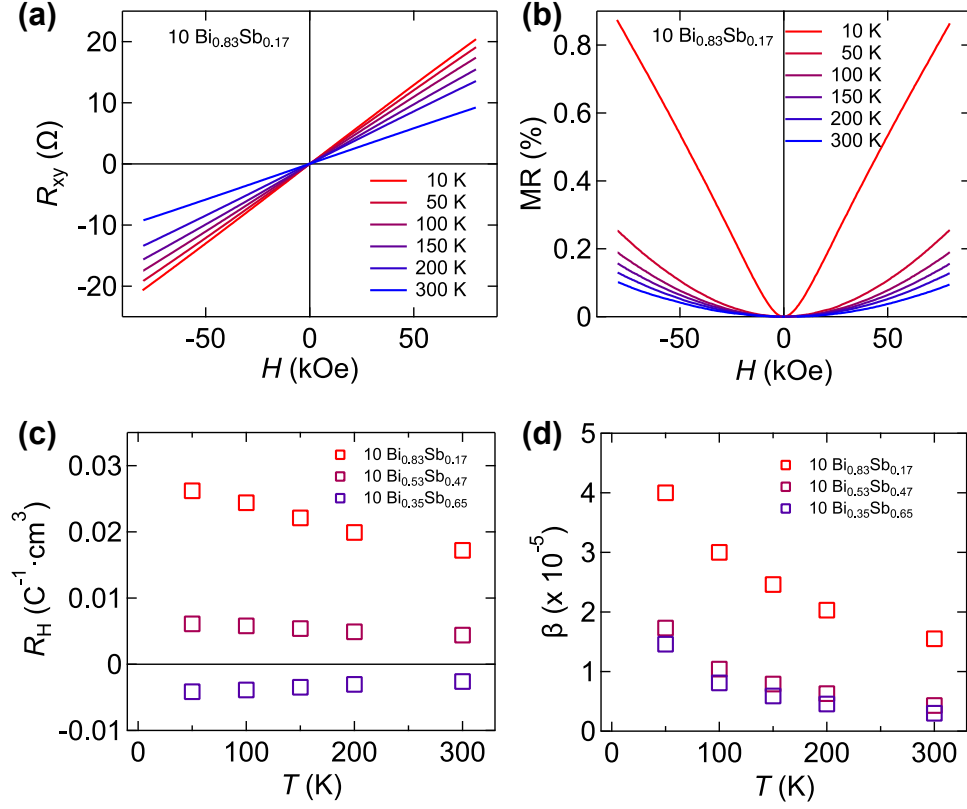 (a)
10 Bi0.83Sb0.17
20
10
0
-10
-20
Rxy (Ω)
10 K
50 K
100 K
150 K
200 K
300 K
-50
0
50
H (kOe)
(b)
10 Bi0.83Sb0.17
10 K
50 K
100 K
150 K
200 K
300 K
0.8
0.6
0.4
0.2
0
MR (%)
-50
0
50
H (kOe)
(c)
10 Bi0.83Sb0.17
10 Bi0.53Sb0.47
10 Bi0.35Sb0.65
0.03
0.02
0.01
0
-0.01
RH (C⁻¹·cm³)
0
100
200
300
T (K)
(d)
10 Bi0.83Sb0.17
10 Bi0.53Sb0.47
10 Bi0.35Sb0.65
5
4
3
2
1
0
β (x 10⁻⁵)
0
100
200
300
T (K)